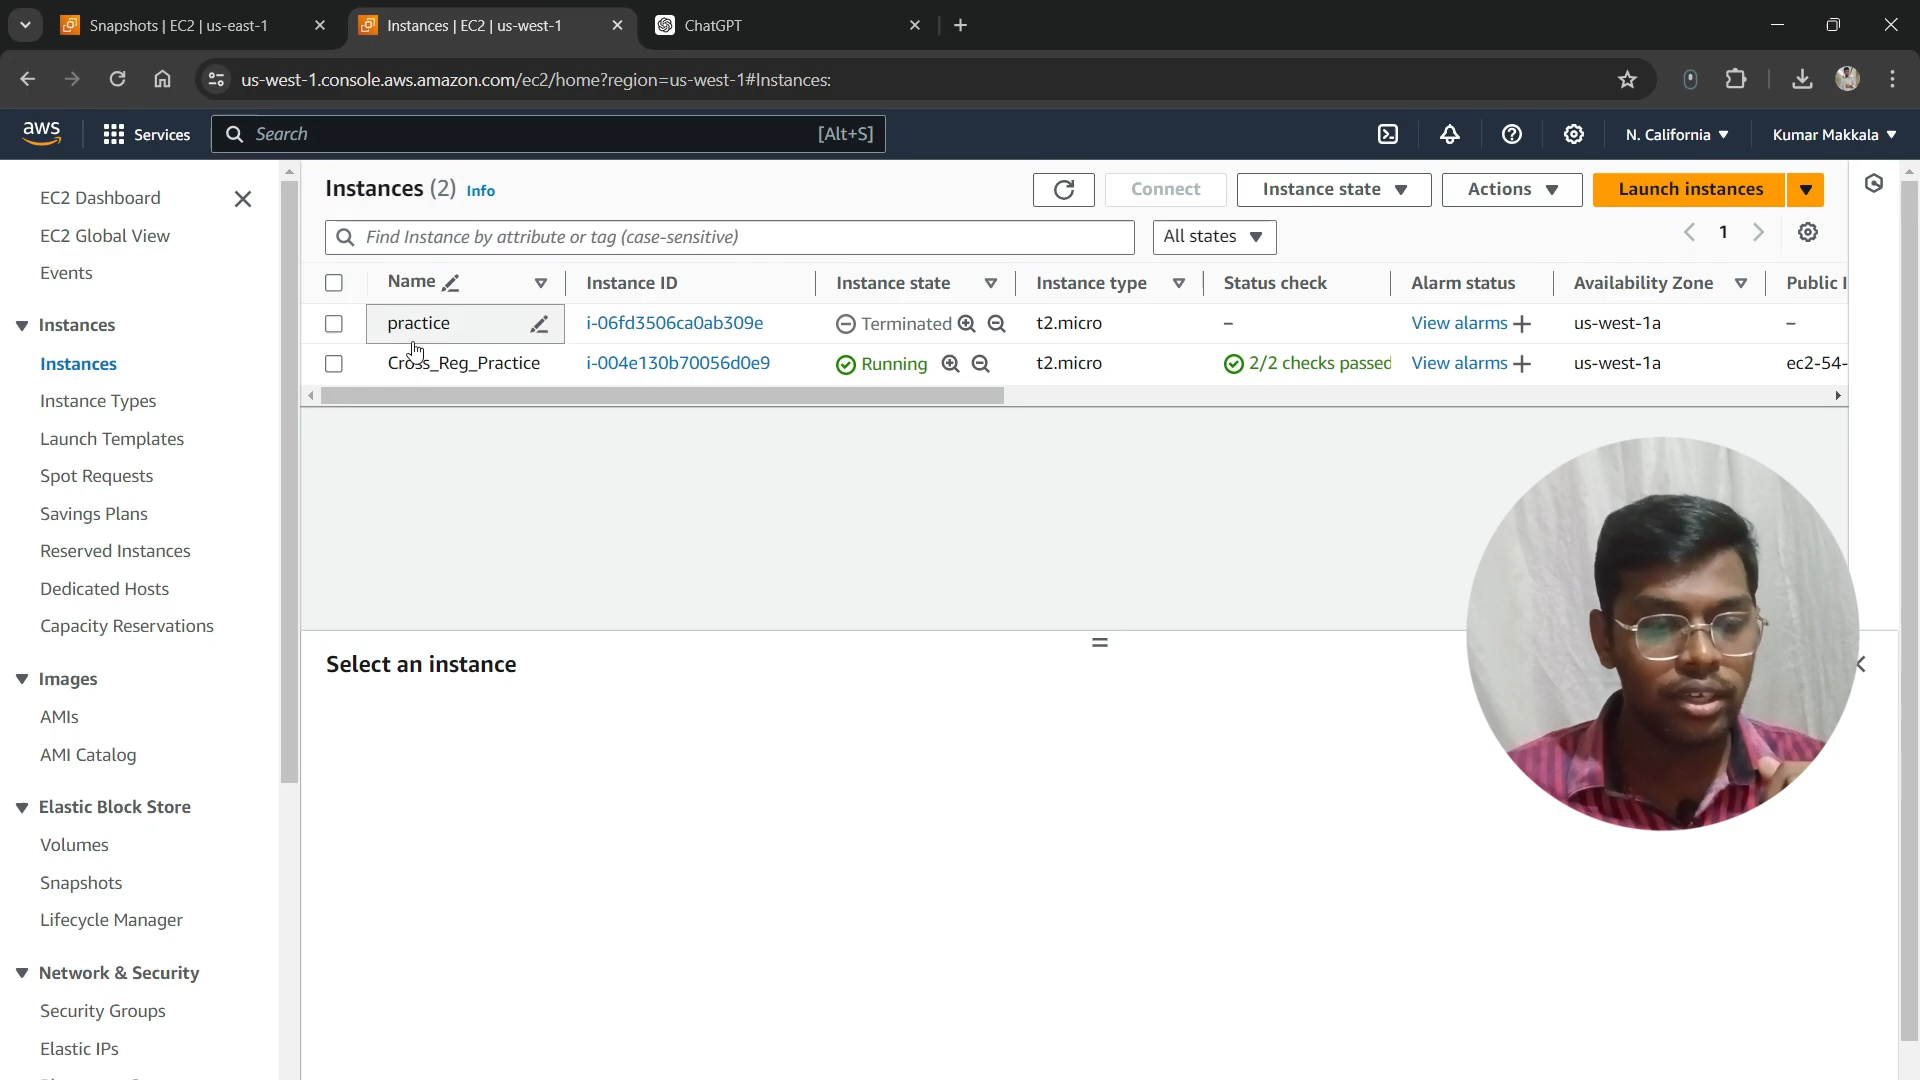 Snapshots | EC2 | us-east-1
Instances | EC2 | us-west-1
ChatGPT
us-west-1.console.aws.amazon.com/ec2/home?region=us-west-1#Instances:
aws
Services
Search
[Alt+S]
N. California
Kumar Makkala
EC2 Dashboard
EC2 Global View
Events
Instances
Instances
Instance Types
Launch Templates
Spot Requests
Savings Plans
Reserved Instances
Dedicated Hosts
Capacity Reservations
Images
AMIs
AMI Catalog
Elastic Block Store
Volumes
Snapshots
Lifecycle Manager
Network & Security
Security Groups
Elastic IPs
Instances (2) Info
Connect
Instance state
Actions
Launch instances
Find Instance by attribute or tag (case-sensitive)
All states
1
Name Instance ID Instance state Instance type Status check Alarm status Availability Zone Public I
practice i-06fd3506ca0ab309e Terminated t2.micro – View alarms us-west-1a –
Cross_Reg_Practice i-004e130b70056d0e9 Running t2.micro 2/2 checks passed View alarms us-west-1a ec2-54-
Select an instance